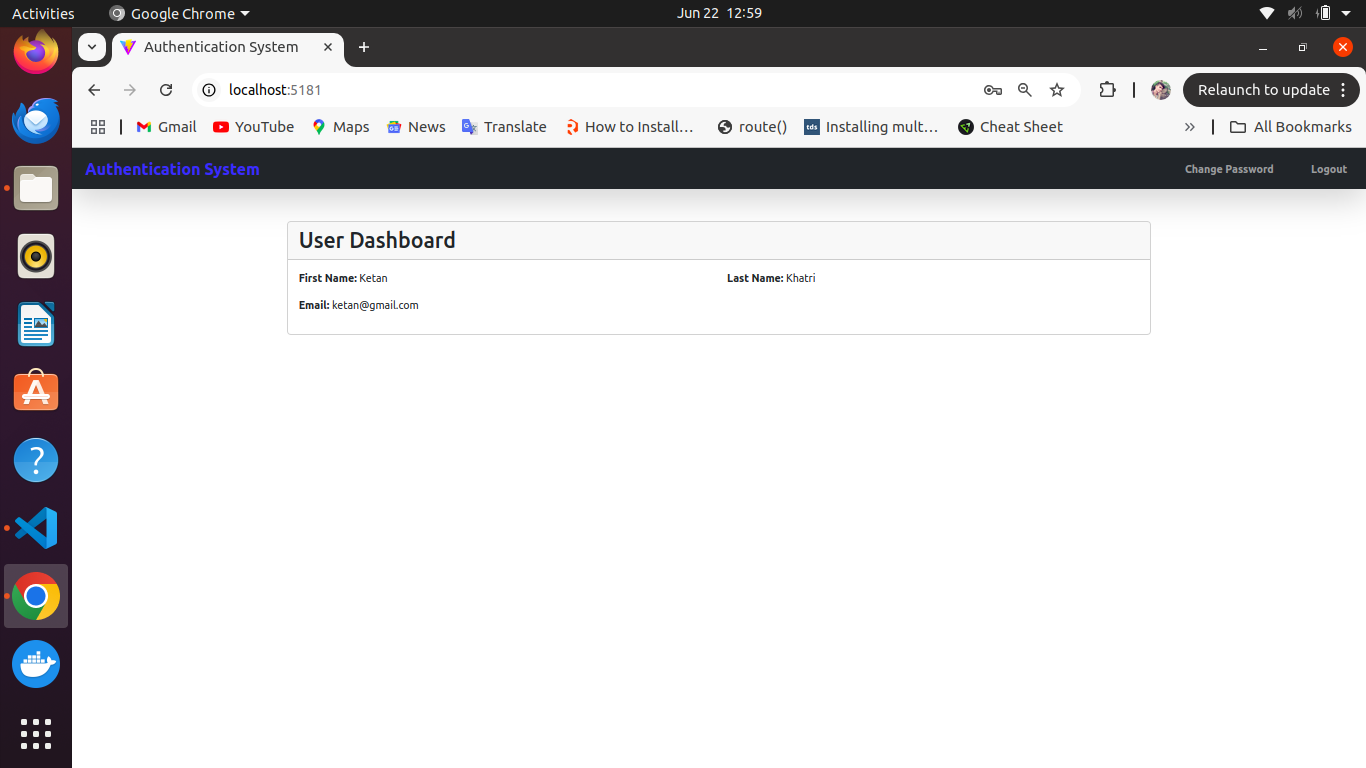 Activities Google Chrome Jun 22 12:59
Authentication System
localhost:5181 Relaunch to update
Gmail YouTube Maps News Translate How to Install… route() tds Installing mult… Cheat Sheet » All Bookmarks
Authentication System Change Password Logout
User Dashboard
First Name: Ketan Last Name: Khatri
Email: ketan@gmail.com